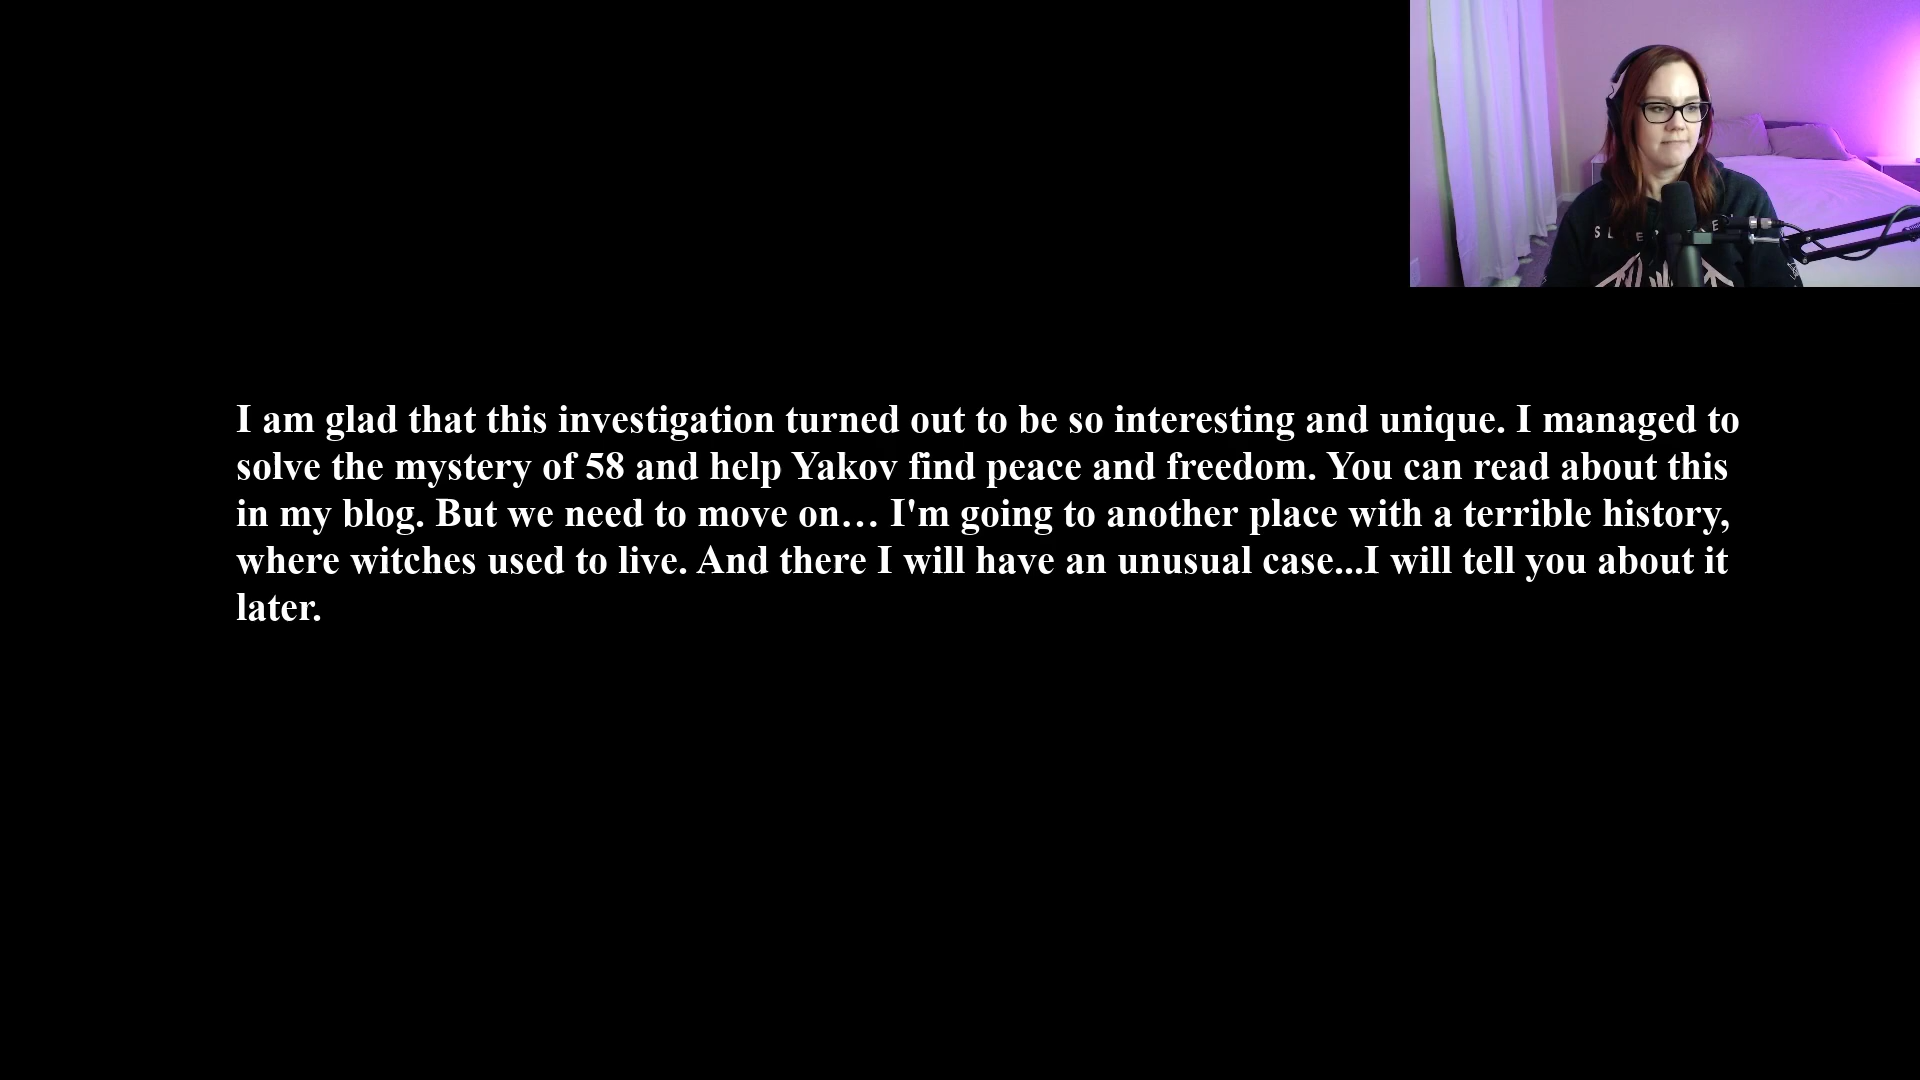 I am glad that this investigation turned out to be so interesting and unique. I managed to
solve the mystery of 58 and help Yakov find peace and freedom. You can read about this
in my blog. But we need to move on… I'm going to another place with a terrible history,
where witches used to live. And there I will have an unusual case...I will tell you about it
later.